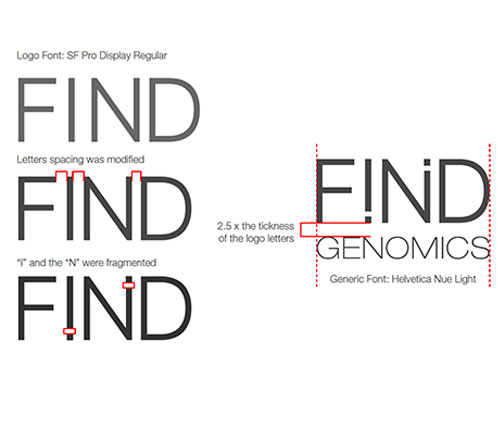 Logo Font: SF Pro Display Regular
FIND
Letters spacing was modified
FIND
"I" and the "N" were fragmented
FIND
FIND
2.5 x the tickness
of the logo letters
GENOMICS
Generic Font: Helvetica Nue Light